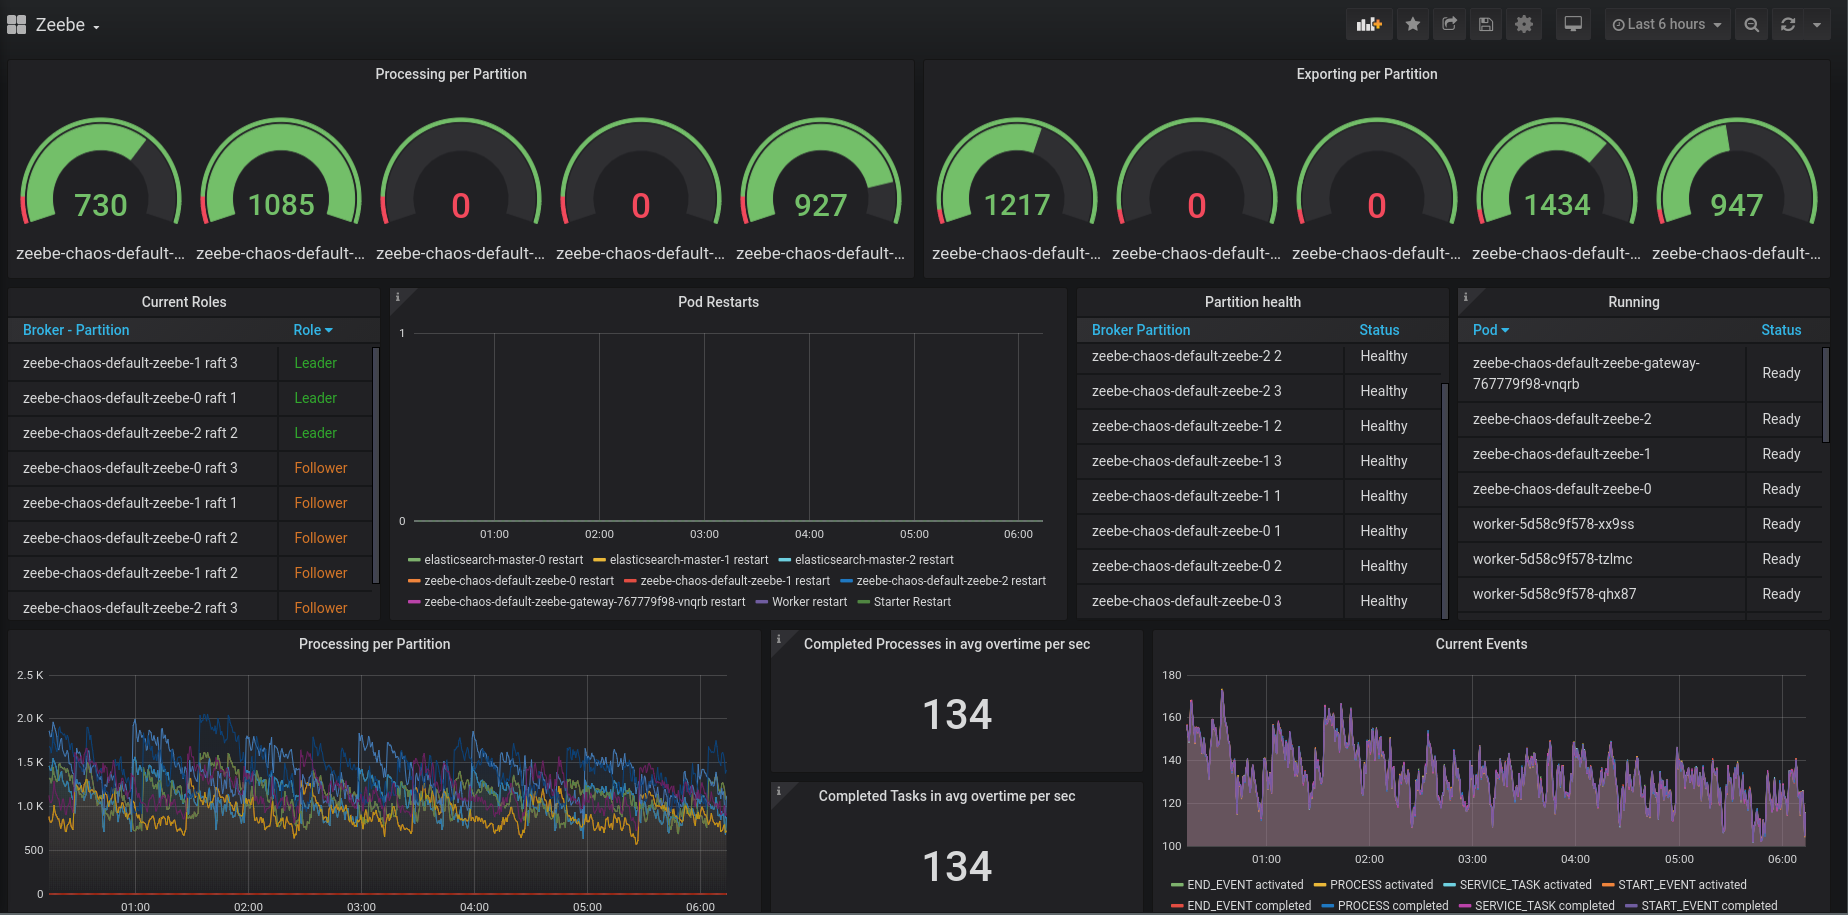 Zeebe
Last 6 hours
Processing per Partition
730 1085 0 0 927
zeebe-chaos-default-... zeebe-chaos-default-... zeebe-chaos-default-... zeebe-chaos-default-... zeebe-chaos-default-...
Exporting per Partition
1217 0 0 1434 947
zeebe-chaos-default-... zeebe-chaos-default-... zeebe-chaos-default-... zeebe-chaos-default-... zeebe-chaos-default-...
Current Roles
Broker - Partition Role
zeebe-chaos-default-zeebe-1 raft 3 Leader
zeebe-chaos-default-zeebe-0 raft 1 Leader
zeebe-chaos-default-zeebe-2 raft 2 Leader
zeebe-chaos-default-zeebe-0 raft 3 Follower
zeebe-chaos-default-zeebe-1 raft 1 Follower
zeebe-chaos-default-zeebe-0 raft 2 Follower
zeebe-chaos-default-zeebe-1 raft 2 Follower
zeebe-chaos-default-zeebe-2 raft 3 Follower
i
Pod Restarts
1
0
01:00 02:00 03:00 04:00 05:00 06:00
elasticsearch-master-0 restart elasticsearch-master-1 restart elasticsearch-master-2 restart
zeebe-chaos-default-zeebe-0 restart zeebe-chaos-default-zeebe-1 restart zeebe-chaos-default-zeebe-2 restart
zeebe-chaos-default-zeebe-gateway-767779f98-vnqrb restart Worker restart Starter Restart
Partition health
Broker Partition Status
zeebe-chaos-default-zeebe-2 2 Healthy
zeebe-chaos-default-zeebe-2 3 Healthy
zeebe-chaos-default-zeebe-1 2 Healthy
zeebe-chaos-default-zeebe-1 3 Healthy
zeebe-chaos-default-zeebe-1 1 Healthy
zeebe-chaos-default-zeebe-0 1 Healthy
zeebe-chaos-default-zeebe-0 2 Healthy
zeebe-chaos-default-zeebe-0 3 Healthy
i
Running
Pod Status
zeebe-chaos-default-zeebe-gateway-
767779f98-vnqrb Ready
zeebe-chaos-default-zeebe-2 Ready
zeebe-chaos-default-zeebe-1 Ready
zeebe-chaos-default-zeebe-0 Ready
worker-5d58c9f578-xx9ss Ready
worker-5d58c9f578-tzlmc Ready
worker-5d58c9f578-qhx87 Ready
Processing per Partition
2.5 K
2.0 K
1.5 K
1.0 K
500
0
01:00 02:00 03:00 04:00 05:00 06:00
i
Completed Processes in avg overtime per sec
134
i
Completed Tasks in avg overtime per sec
134
Current Events
180
160
140
120
100
01:00 02:00 03:00 04:00 05:00 06:00
END_EVENT activated PROCESS activated SERVICE_TASK activated START_EVENT activated
END_EVENT completed PROCESS completed SERVICE_TASK completed START_EVENT completed